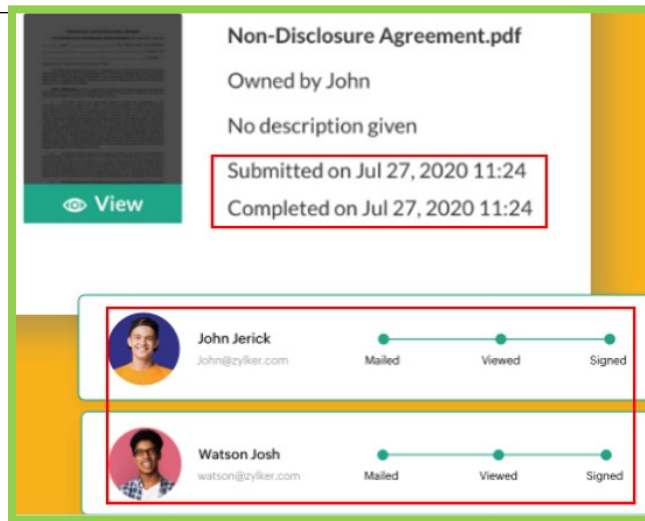 Non-Disclosure Agreement.pdf
Owned by John
No description given
Submitted on Jul 27, 2020 11:24
Completed on Jul 27, 2020 11:24
View
John Jerick
John@zylker.com
Mailed Viewed Signed
Watson Josh
watson@zylker.com
Mailed Viewed Signed